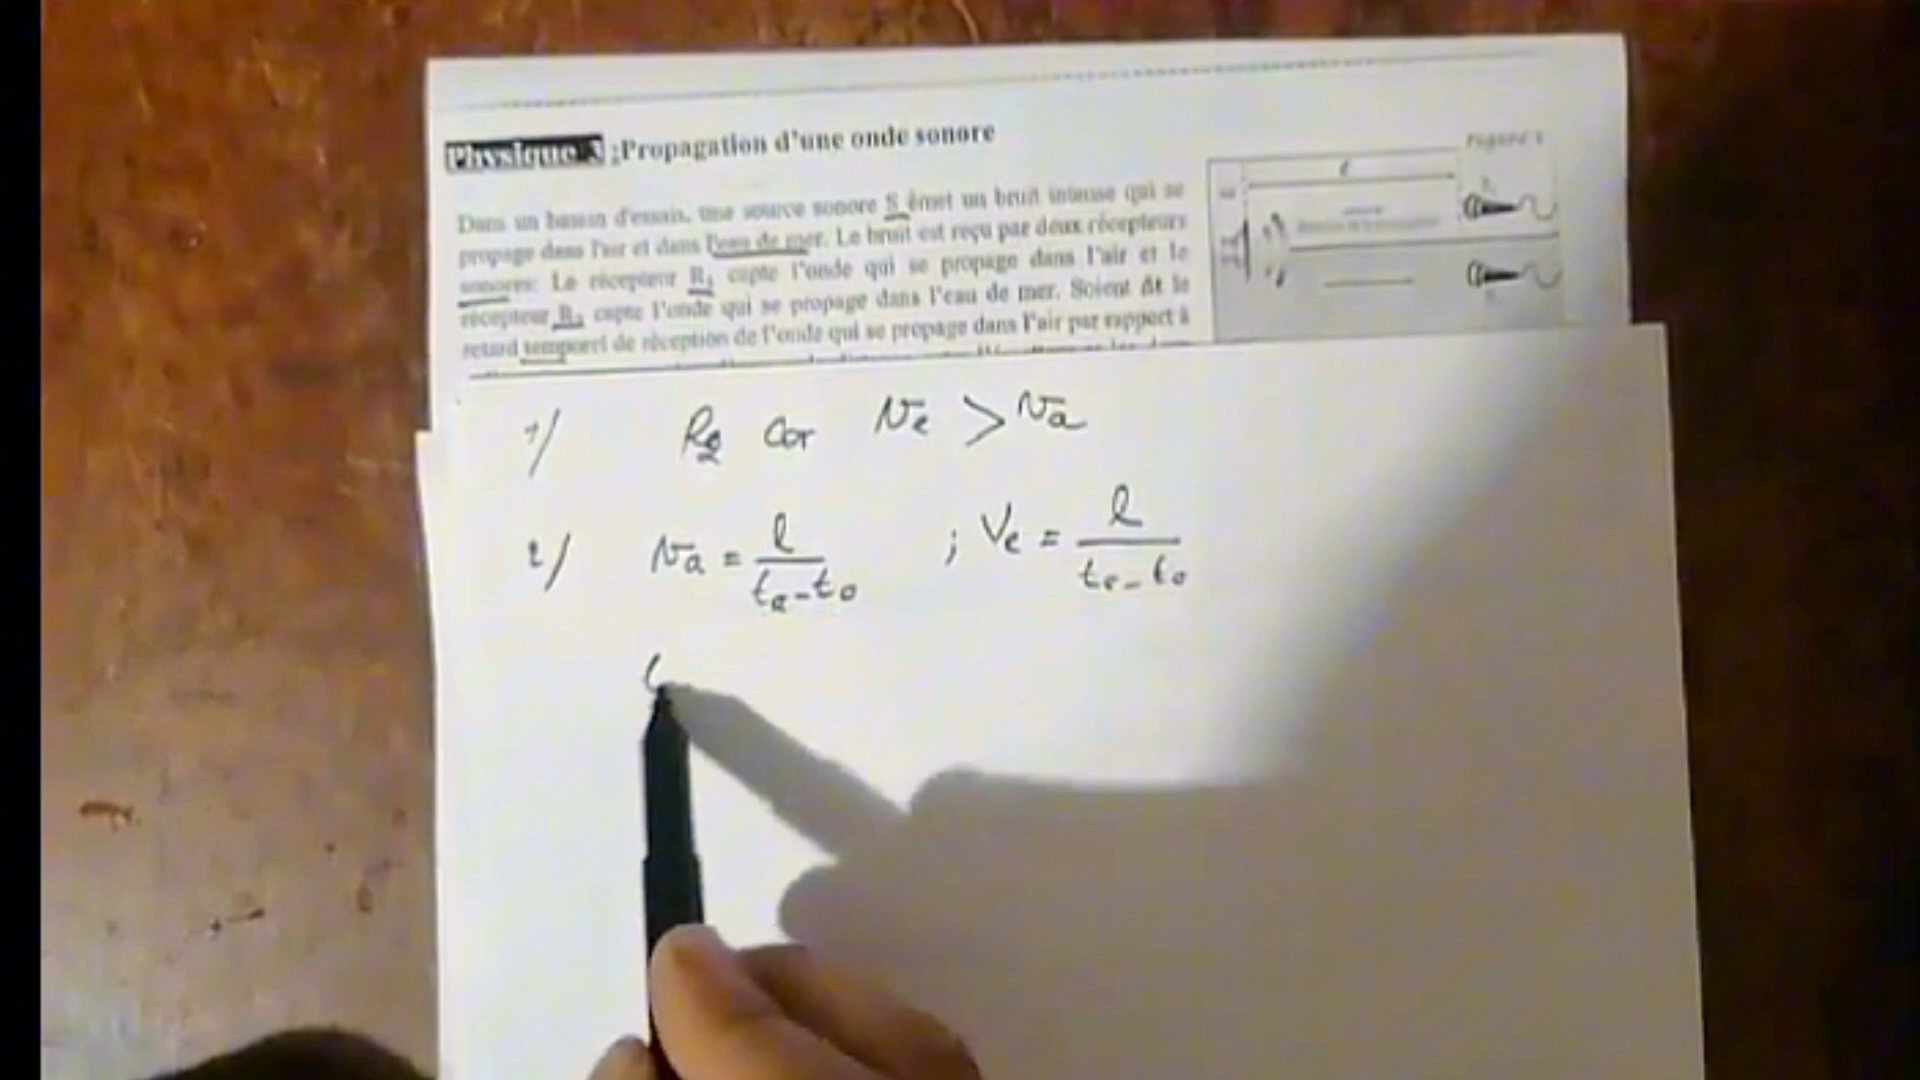 Physique 3 :Propagation d'une onde sonore
Figure 1
Dans un bassin d'essais, une source sonore S émet un bruit intense qui se
propage dans l'air et dans l'eau de mer. Le bruit est reçu par deux récepteurs
sonores: Le récepteur R₁ capte l'onde qui se propage dans l'air et le
récepteur R₂ capte l'onde qui se propage dans l'eau de mer. Soient Δt le
retard temporel de réception de l'onde qui se propage dans l'air par rapport à
ℓ
1/ R₂ car Ve > Va
2/ Va = ℓ/(ta-to) ; Ve = ℓ/(te-to)